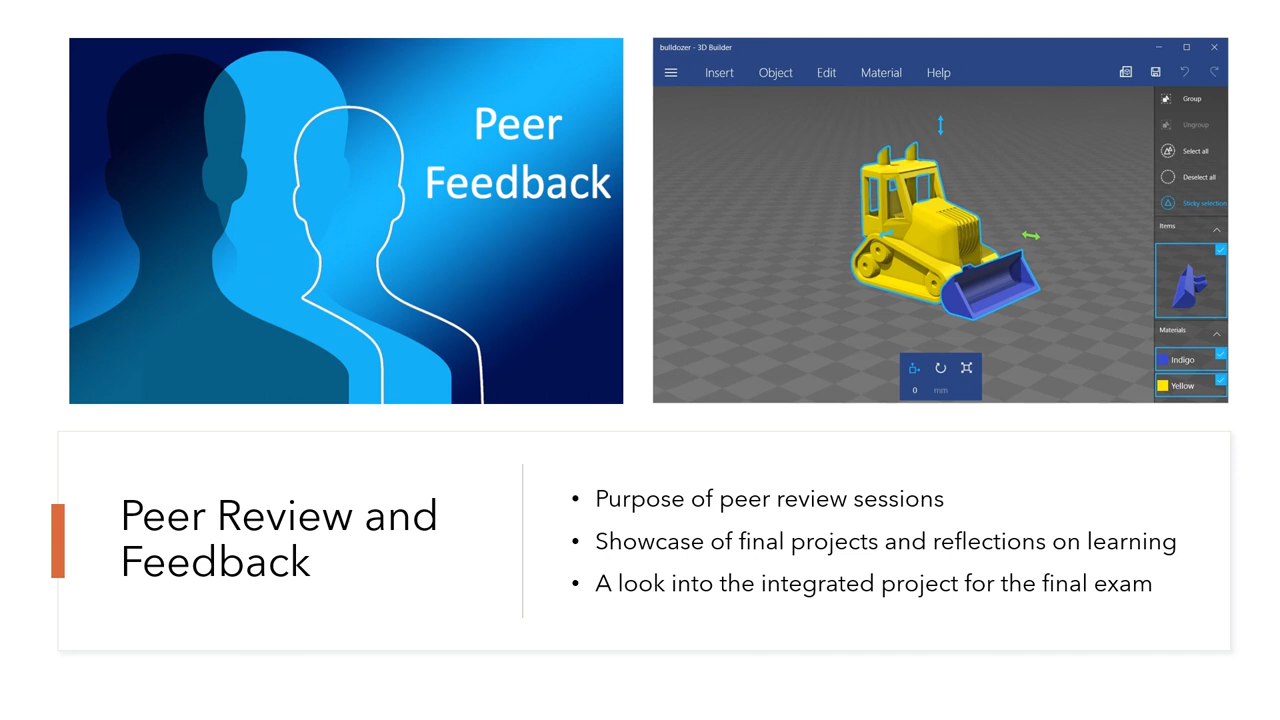 Peer
Feedback
bulldozer - 3D Builder
Insert Object Edit Material Help
Group
Ungroup
Select all
Deselect all
Sticky selection
Items
Materials
Indigo
Yellow
0 mm
Peer Review and
Feedback
• Purpose of peer review sessions
• Showcase of final projects and reflections on learning
• A look into the integrated project for the final exam